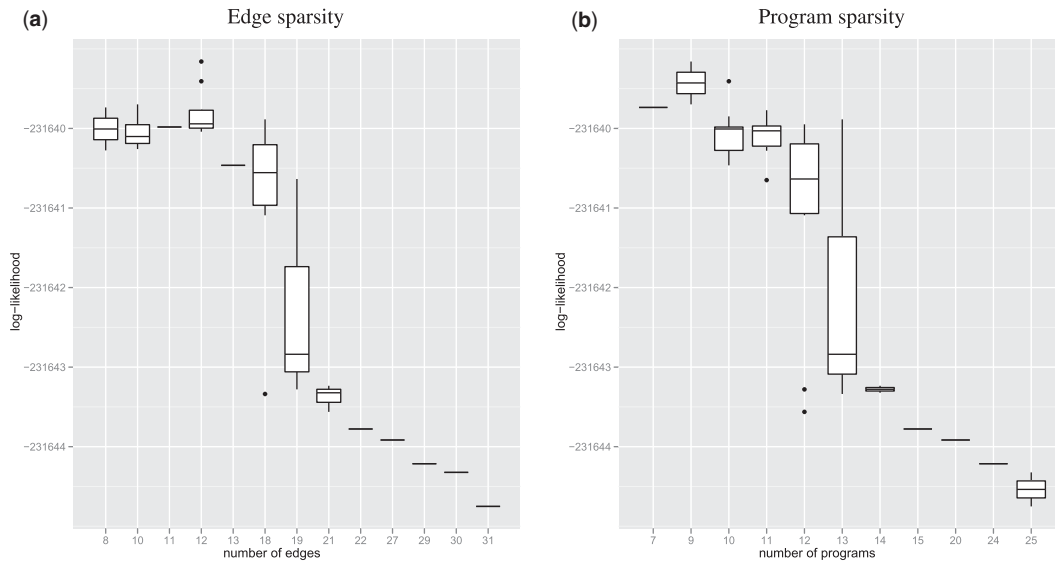 (a) Edge sparsity
log−likelihood
−231640
−231641
−231642
−231643
−231644
8 10 11 12 13 18 19 21 22 27 29 30 31
number of edges
(b) Program sparsity
log−likelihood
−231640
−231641
−231642
−231643
−231644
7 9 10 11 12 13 14 15 20 24 25
number of programs